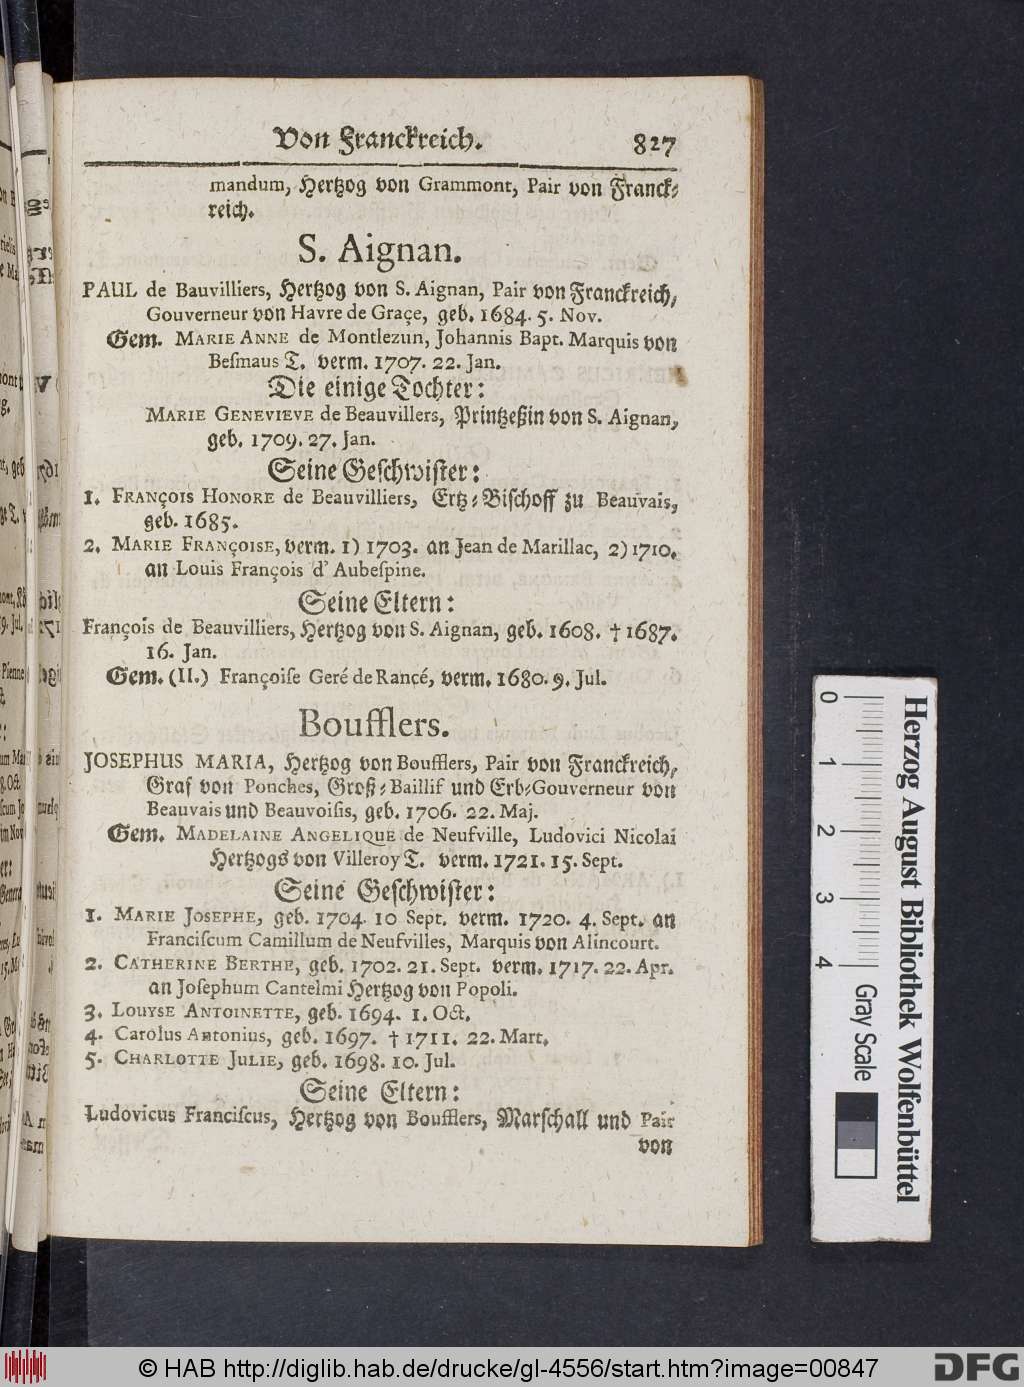 Von Franckreich. 827
mandum, Hertzog von Grammont, Pair von Franck⸗
reich.
S. Aignan.
PAUL de Bauvilliers, Hertzog von S. Aignan, Pair von Franckreich,
Gouverneur von Havre de Graçe, geb. 1684. 5. Nov.
Gem. MARIE ANNE de Montlezun, Johannis Bapt. Marquis von
Beſmaus T. verm. 1707. 22. Jan.
Die einige Tochter:
MARIE GENEVIEVE de Beauvillers, Printzeßin von S. Aignan,
geb. 1709. 27. Jan.
Seine Geſchwiſter:
1. FRANÇOIS HONORE de Beauvilliers, Ertz⸗Biſchoff zu Beauvais,
geb. 1685.
2. MARIE FRANÇOISE, verm. 1) 1703. an Jean de Marillac, 2) 1710.
an Louis François d' Aubeſpine.
Seine Eltern:
François de Beauvilliers, Hertzog von S. Aignan, geb. 1608. † 1687.
16. Jan.
Gem. (II.) Françoiſe Geré de Rancé, verm. 1680. 9. Jul.
Boufflers.
JOSEPHUS MARIA, Hertzog von Boufflers, Pair von Franckreich,
Graf von Ponches, Groß⸗Baillif und Erb⸗Gouverneur von
Beauvais und Beauvoiſis, geb. 1706. 22. Maj.
Gem. MADELAINE ANGELIQUE de Neufville, Ludovici Nicolai
Hertzogs von Villeroy T. verm. 1721. 15. Sept.
Seine Geſchwiſter:
1. MARIE JOSEPHE, geb. 1704. 10 Sept. verm. 1720. 4. Sept. an
Franciſcum Camillum de Neufvilles, Marquis von Alincourt.
2. CATHERINE BERTHE, geb. 1702. 21. Sept. verm. 1717. 22. Apr.
an Joſephum Cantelmi Hertzog von Popoli.
3. LOUYSE ANTOINETTE, geb. 1694. 1. Oct.
4. Carolus Antonius, geb. 1697. † 1711. 22. Mart.
5. CHARLOTTE JULIE, geb. 1698. 10. Jul.
Seine Eltern:
Ludovicus Franciſcus, Hertzog von Boufflers, Marſchall und Pair
von
0 1 2 3 4
Herzog August Bibliothek Wolfenbüttel
Gray Scale
© HAB http://diglib.hab.de/drucke/gl-4556/start.htm?image=00847
DFG